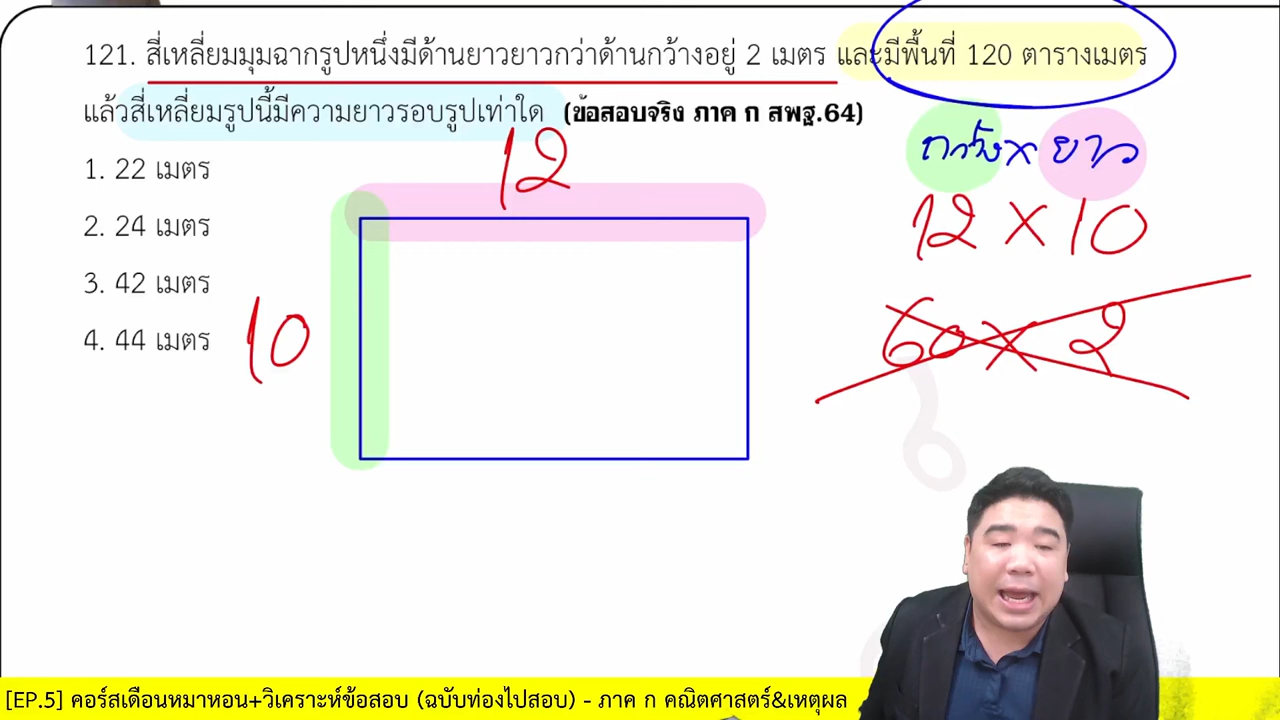 121. สี่เหลี่ยมมุมฉากรูปหนึ่งมีด้านยาวยาวกว่าด้านกว้างอยู่ 2 เมตร และมีพื้นที่ 120 ตารางเมตร
แล้วสี่เหลี่ยมรูปนี้มีความยาวรอบรูปเท่าใด (ข้อสอบจริง ภาค ก สพฐ.64)
1. 22 เมตร
2. 24 เมตร
3. 42 เมตร
4. 44 เมตร
12
10
กว้าง × ยาว
12 × 10
60 × 2
[EP.5] คอร์สเดือนหมาหอน+วิเคราะห์ข้อสอบ (ฉบับท่องไปสอบ) - ภาค ก คณิตศาสตร์&เหตุผล